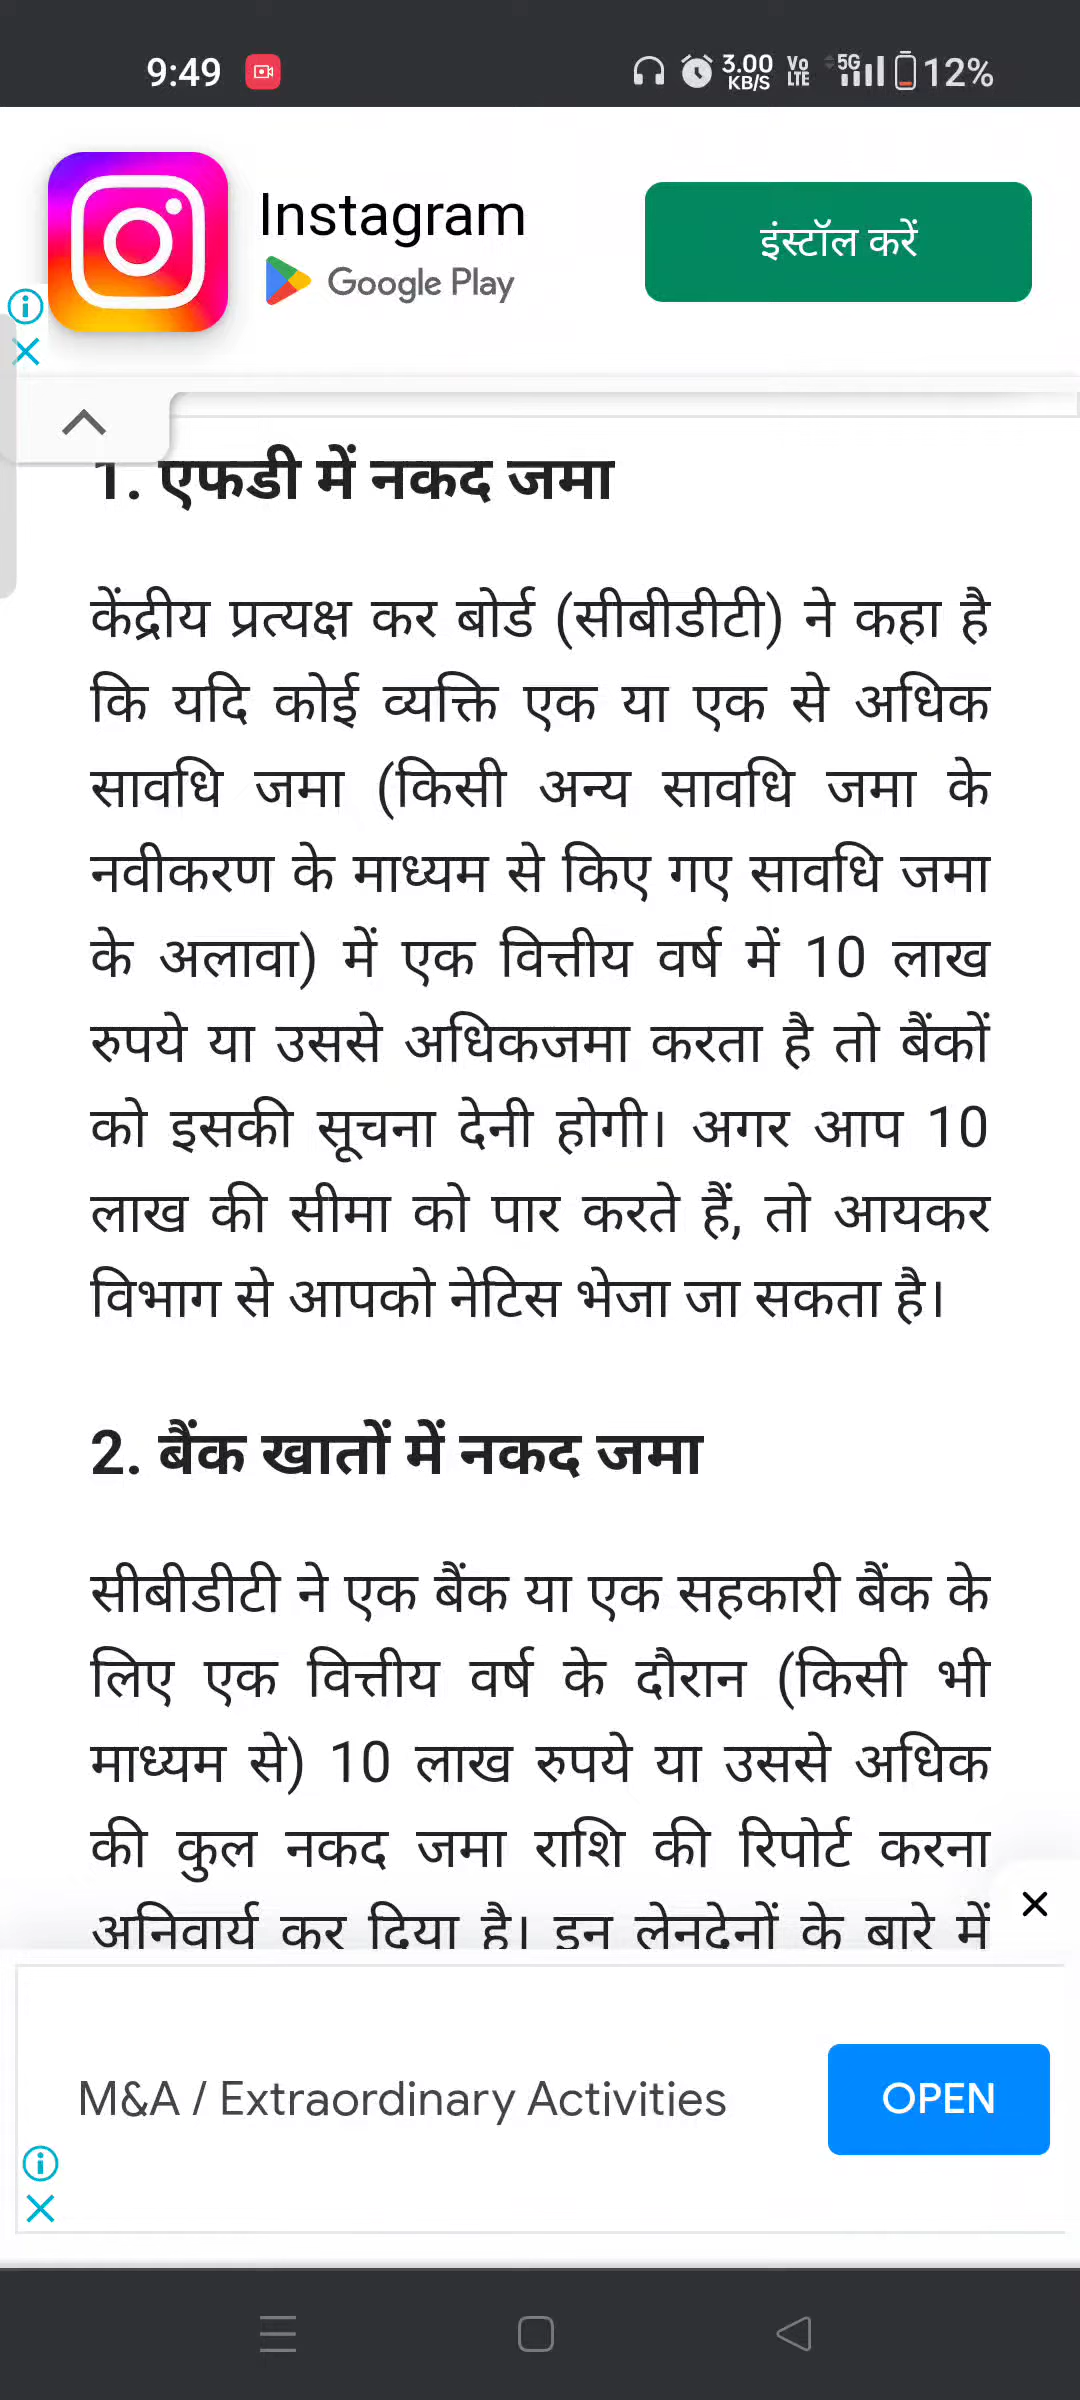 9:49
3.00 KB/S Vo LTE 5G 12%
Instagram
Google Play
इंस्टॉल करें
1. एफडी में नकद जमा
केंद्रीय प्रत्यक्ष कर बोर्ड (सीबीडीटी) ने कहा है
कि यदि कोई व्यक्ति एक या एक से अधिक
सावधि जमा (किसी अन्य सावधि जमा के
नवीकरण के माध्यम से किए गए सावधि जमा
के अलावा) में एक वित्तीय वर्ष में 10 लाख
रुपये या उससे अधिकजमा करता है तो बैंकों
को इसकी सूचना देनी होगी। अगर आप 10
लाख की सीमा को पार करते हैं, तो आयकर
विभाग से आपको नेटिस भेजा जा सकता है।
2. बैंक खातों में नकद जमा
सीबीडीटी ने एक बैंक या एक सहकारी बैंक के
लिए एक वित्तीय वर्ष के दौरान (किसी भी
माध्यम से) 10 लाख रुपये या उससे अधिक
की कुल नकद जमा राशि की रिपोर्ट करना
अनिवार्य कर दिया है। इन लेनदेनों के बारे में
M&A / Extraordinary Activities
OPEN